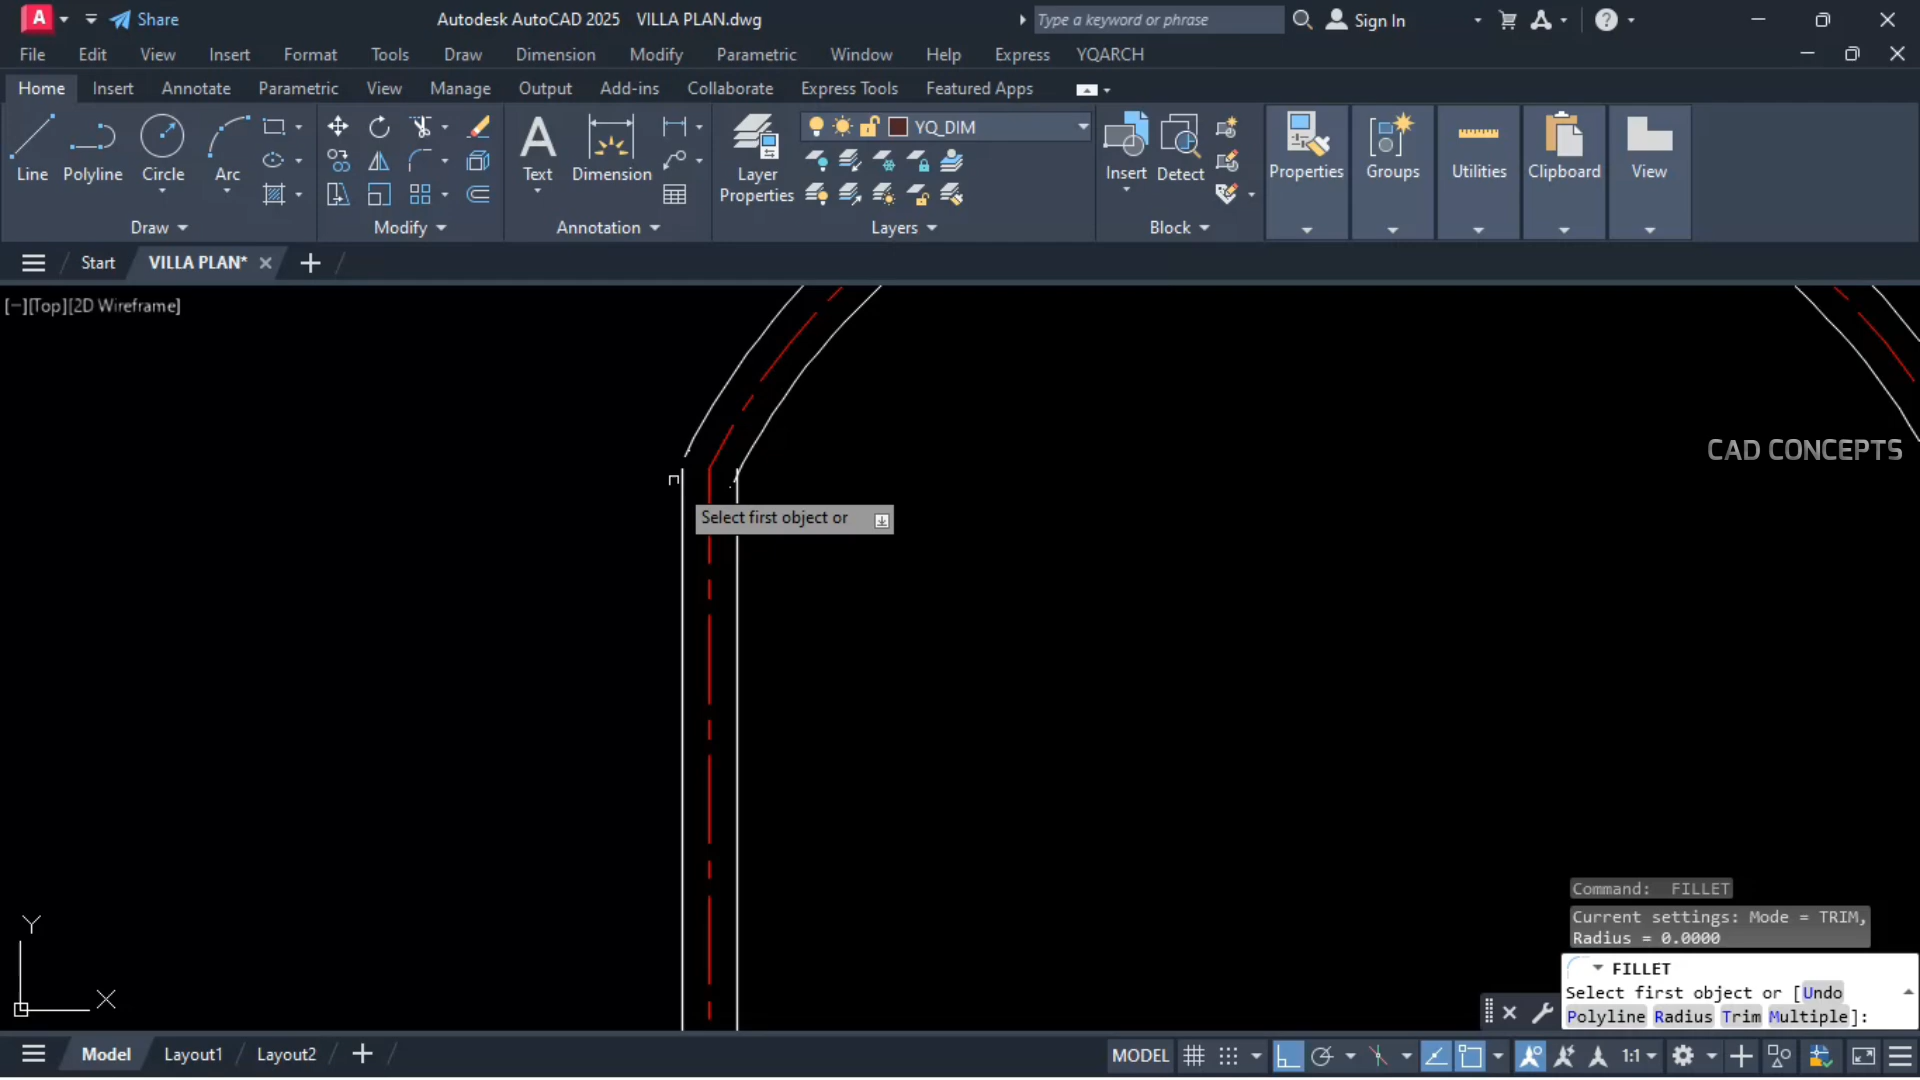 A Share Autodesk AutoCAD 2025 VILLA PLAN.dwg Type a keyword or phrase Sign In ?
File Edit View Insert Format Tools Draw Dimension Modify Parametric Window Help Express YQARCH
Home Insert Annotate Parametric View Manage Output Add-ins Collaborate Express Tools Featured Apps
YQ_DIM
A
Line Polyline Circle Arc Text Dimension Layer Properties Insert Detect Properties Groups Utilities Clipboard View
Draw Modify Annotation Layers Block
Start VILLA PLAN*
[−][Top][2D Wireframe]
CAD CONCEPTS
Select first object or
Command: FILLET
Current settings: Mode = TRIM,
Radius = 0.0000
FILLET
Select first object or [Undo
Polyline Radius Trim Multiple]:
Y
X
Model Layout1 Layout2 MODEL 1:1